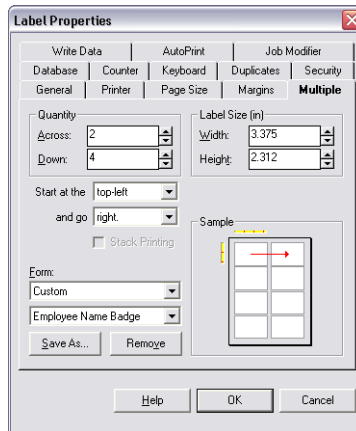 Label Properties
Write Data AutoPrint Job Modifier
Database Counter Keyboard Duplicates Security
General Printer Page Size Margins Multiple
Quantity
Across: 2
Down: 4
Label Size (in)
Width: 3.375
Height: 2.312
Start at the top-left
and go right.
Stack Printing
Sample
Form:
Custom
Employee Name Badge
Save As... Remove
Help OK Cancel